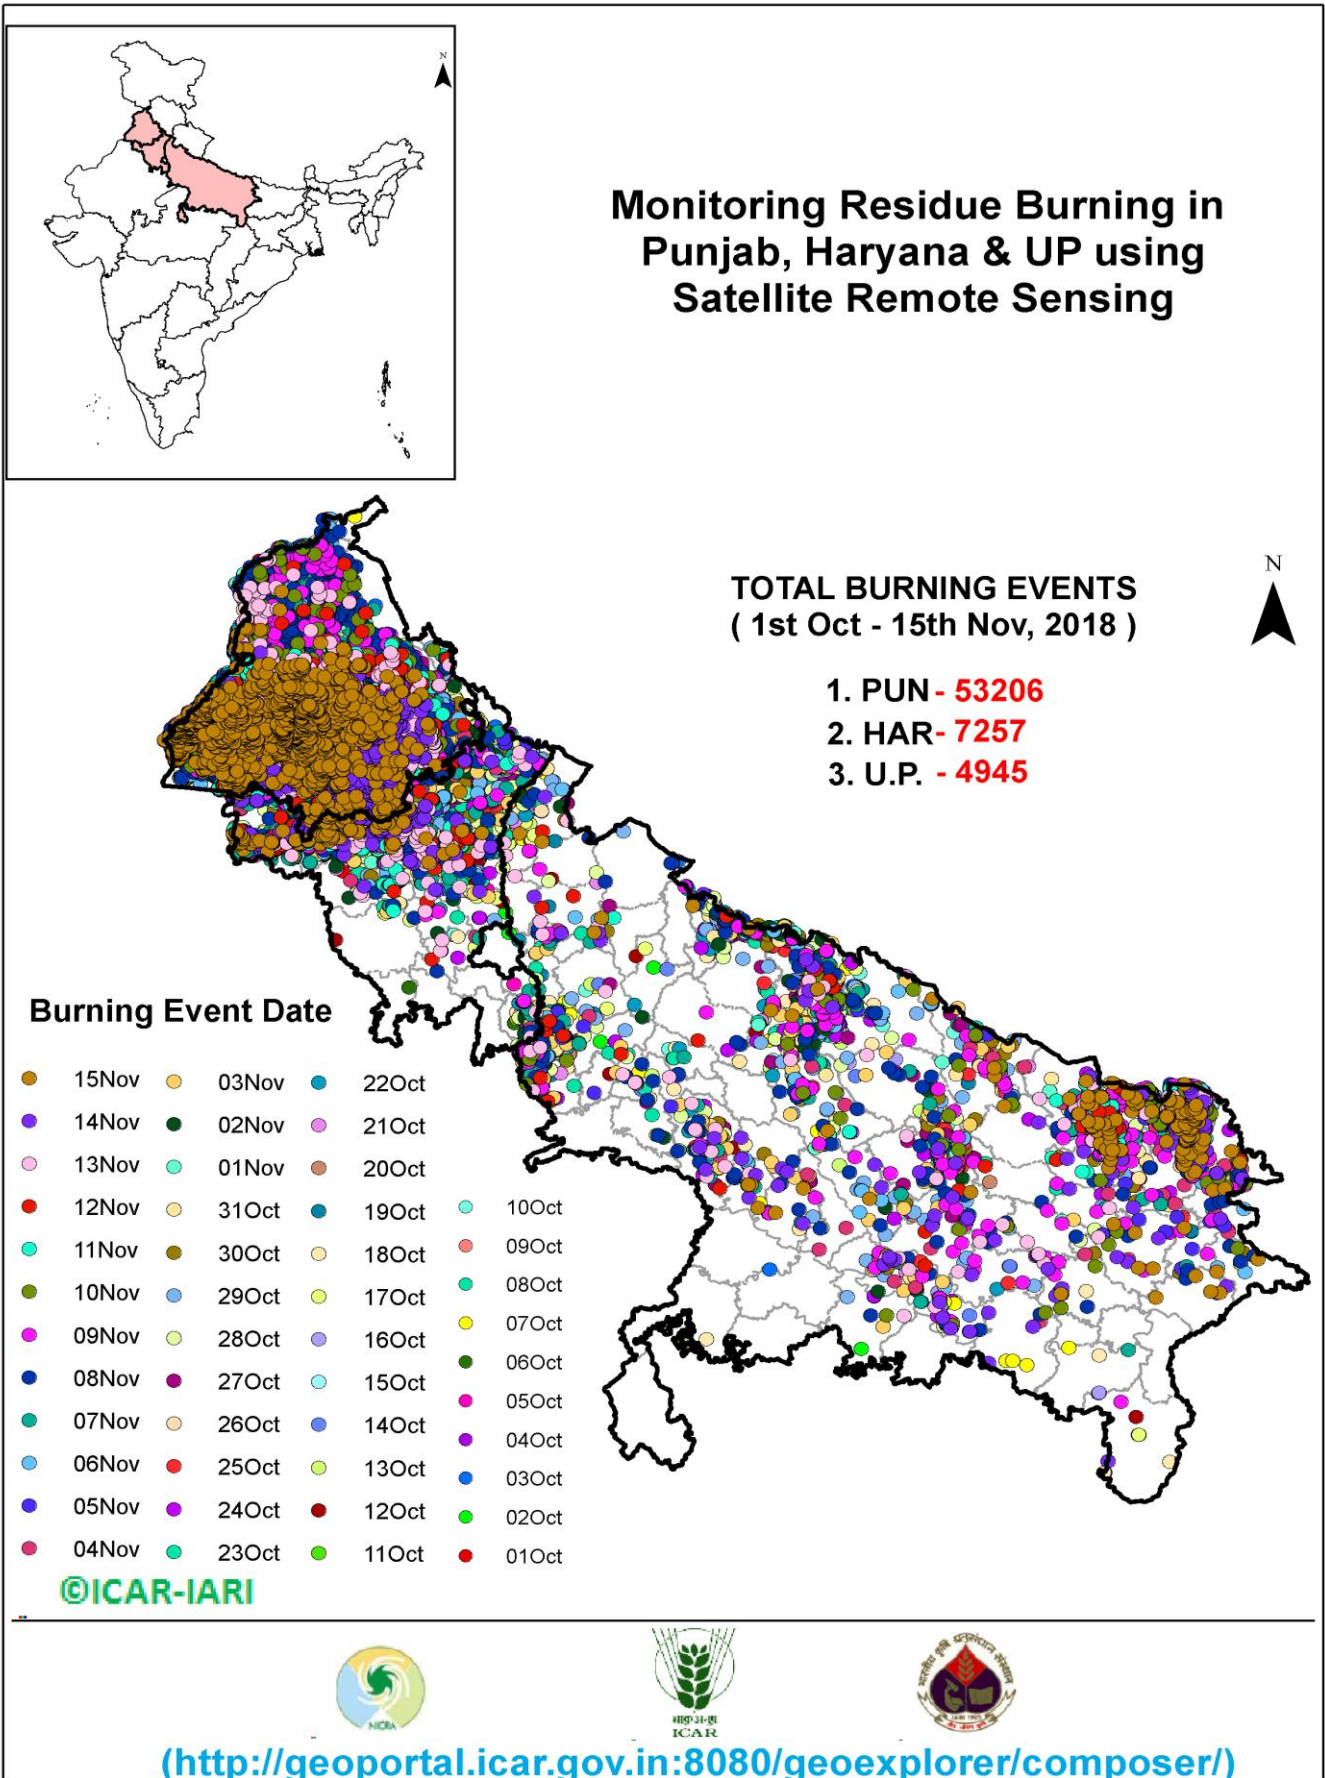 N
Monitoring Residue Burning in
Punjab, Haryana & UP using
Satellite Remote Sensing
N
TOTAL BURNING EVENTS
( 1st Oct - 15th Nov, 2018 )
1. PUN - 53206
2. HAR- 7257
3. U.P. - 4945
Burning Event Date
15Nov
14Nov
13Nov
12Nov
11Nov
10Nov
09Nov
08Nov
07Nov
06Nov
05Nov
04Nov
03Nov
02Nov
01Nov
31Oct
30Oct
29Oct
28Oct
27Oct
26Oct
25Oct
24Oct
23Oct
22Oct
21Oct
20Oct
19Oct
18Oct
17Oct
16Oct
15Oct
14Oct
13Oct
12Oct
11Oct
10Oct
09Oct
08Oct
07Oct
06Oct
05Oct
04Oct
03Oct
02Oct
01Oct
©ICAR-IARI
NICRA
भाकृअनुप
ICAR
भारतीय कृषि अनुसंधान संस्थान
(http://geoportal.icar.gov.in:8080/geoexplorer/composer/)